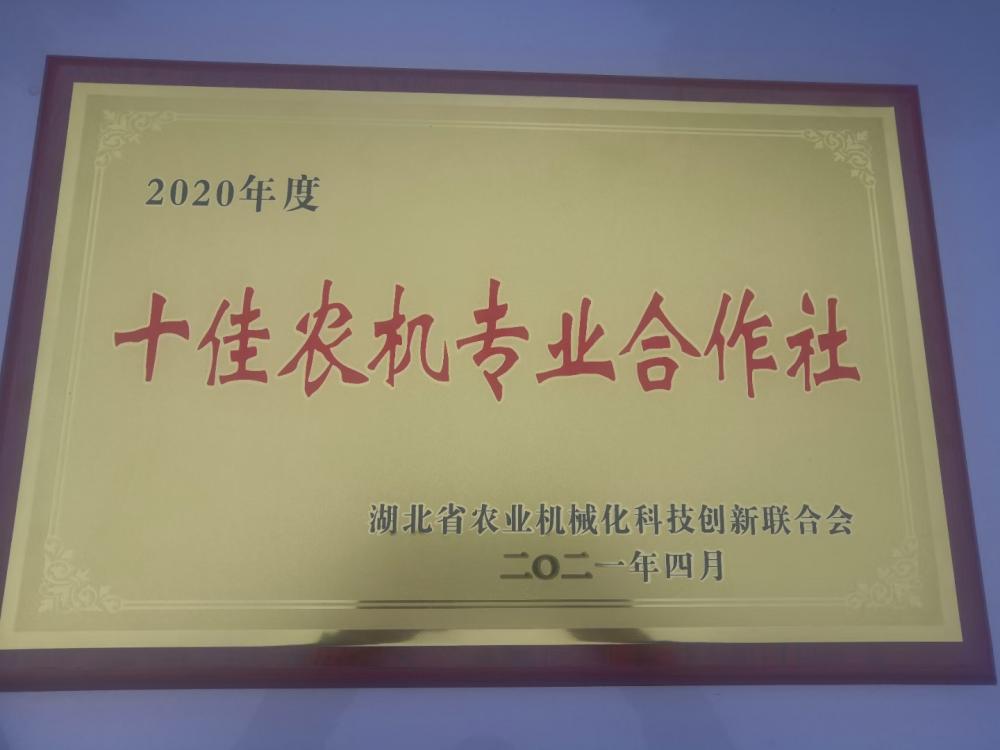 2020年度
十佳农机专业合作社
湖北省农业机械化科技创新联合会
二〇二一年四月